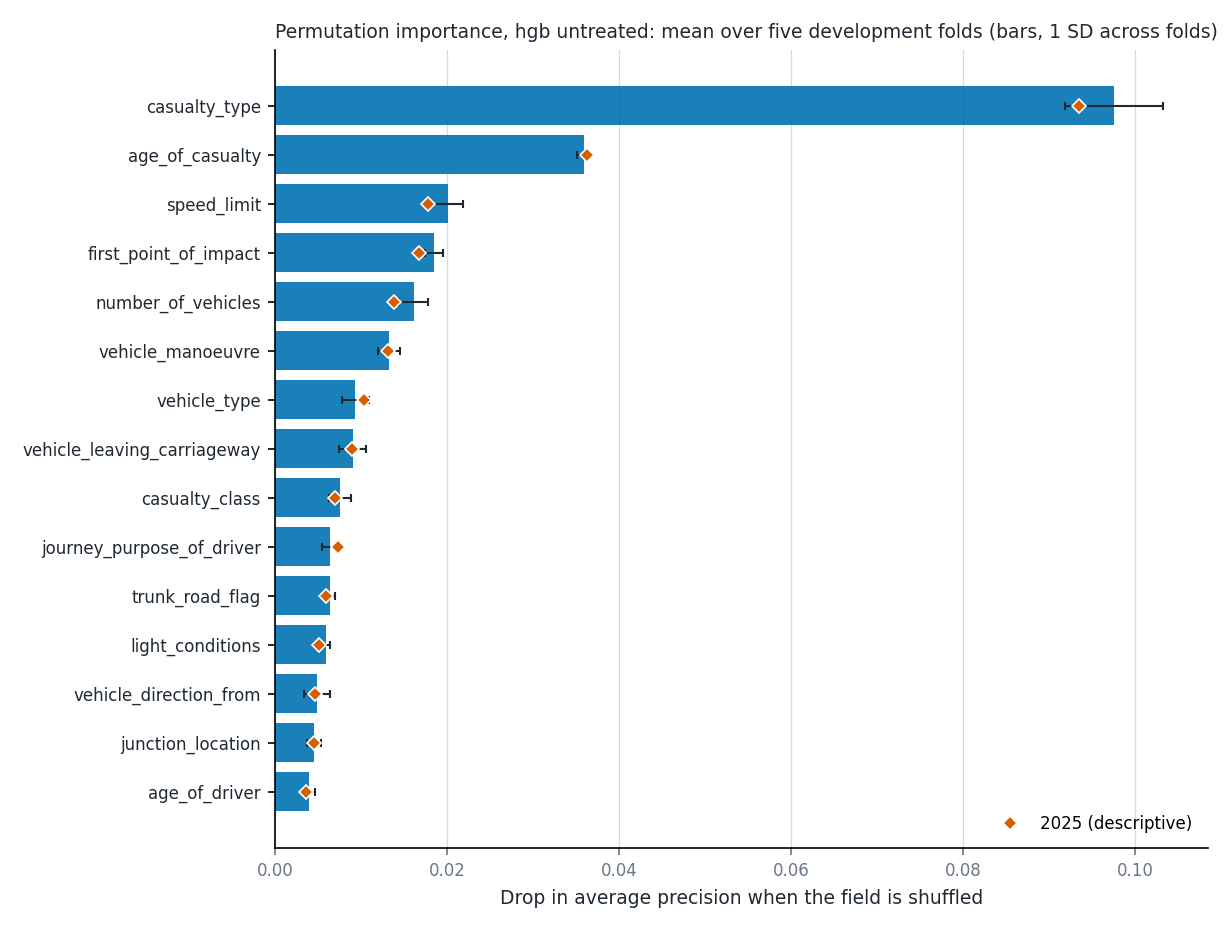 Permutation importance, hgb untreated: mean over five development folds (bars, 1 SD across folds)
casualty_type
age_of_casualty
speed_limit
first_point_of_impact
number_of_vehicles
vehicle_manoeuvre
vehicle_type
vehicle_leaving_carriageway
casualty_class
journey_purpose_of_driver
trunk_road_flag
light_conditions
vehicle_direction_from
junction_location
age_of_driver
2025 (descriptive)
0.00 0.02 0.04 0.06 0.08 0.10
Drop in average precision when the field is shuffled